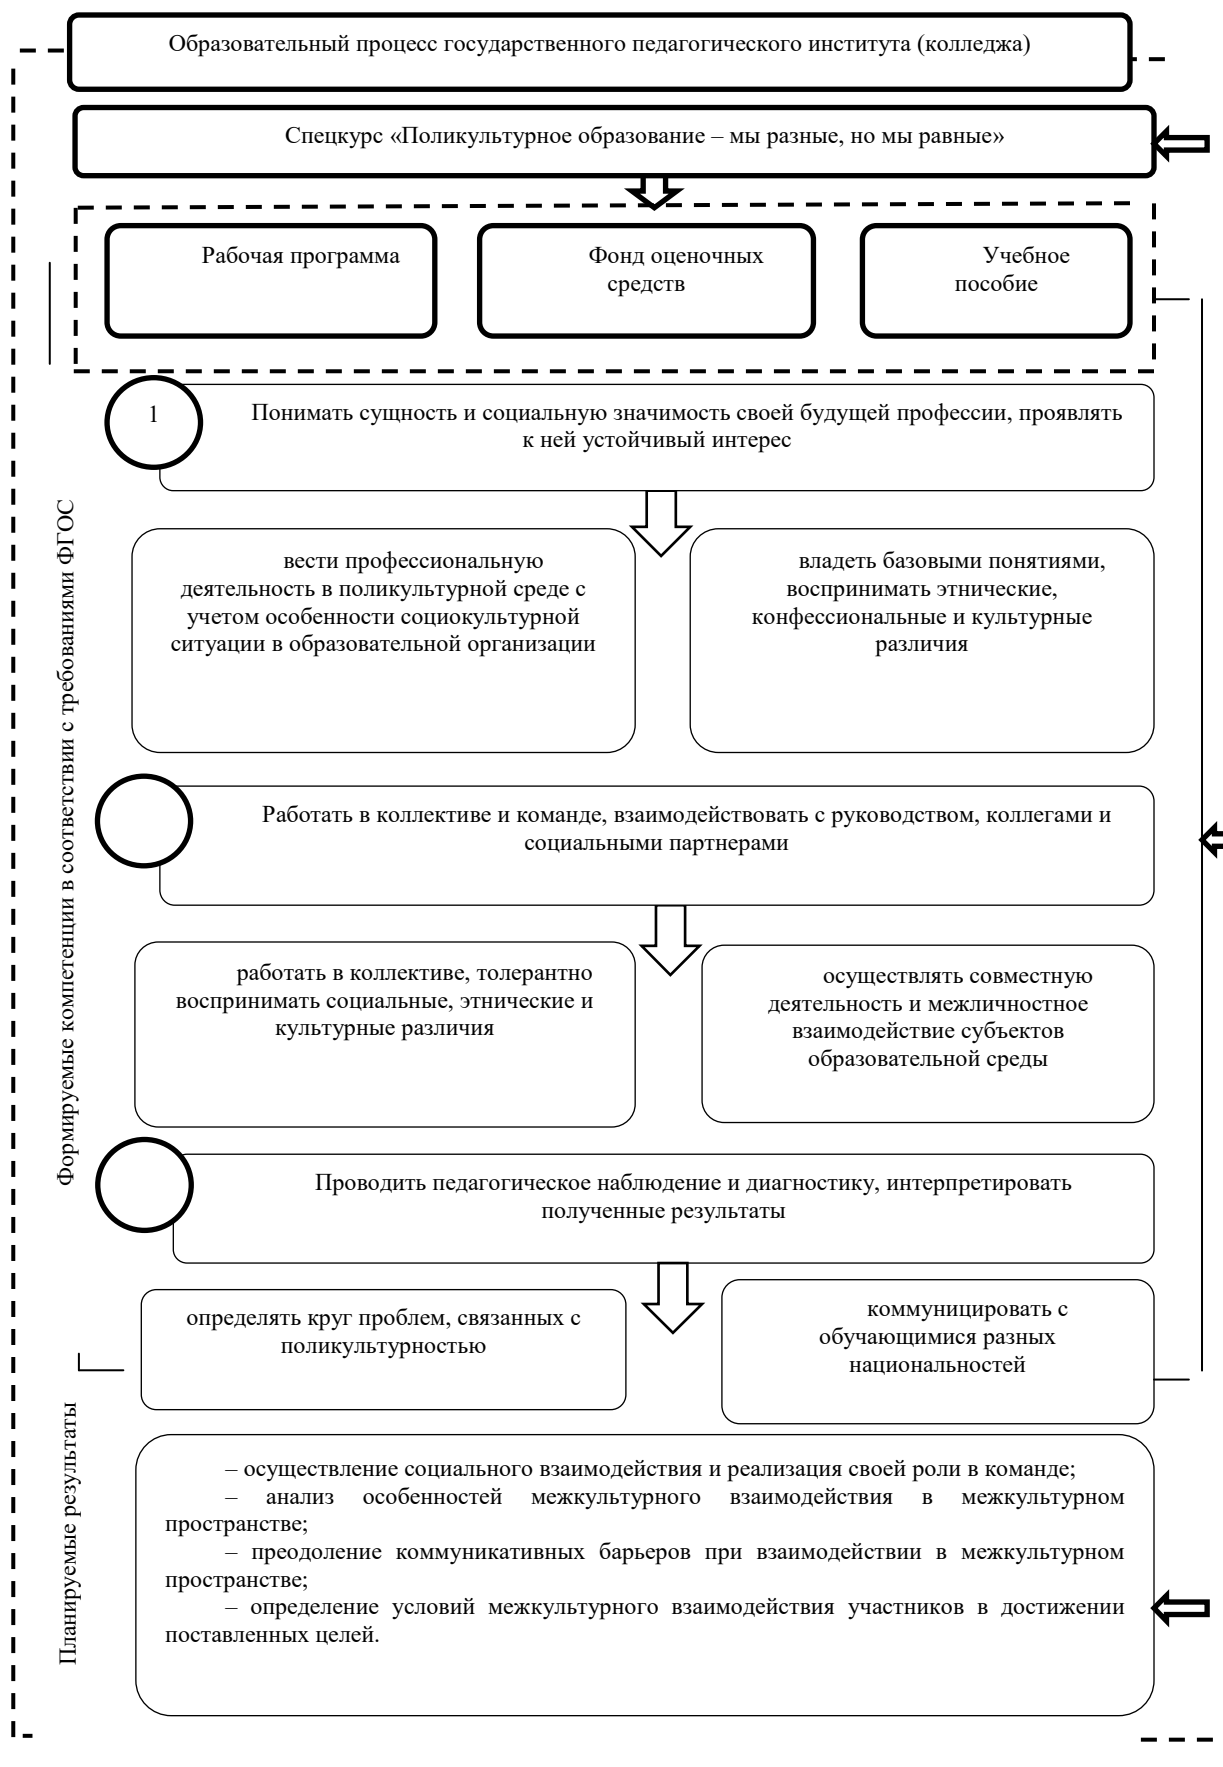 Образовательный процесс государственного педагогического института (колледжа)
Спецкурс «Поликультурное образование – мы разные, но мы равные»
Рабочая программа
Фонд оценочных
средств
Учебное
пособие
Формируемые компетенции в соответствии с требованиями ФГОС
1
Понимать сущность и социальную значимость своей будущей профессии, проявлять
к ней устойчивый интерес
вести профессиональную
деятельность в поликультурной среде с
учетом особенности социокультурной
ситуации в образовательной организации
владеть базовыми понятиями,
воспринимать этнические,
конфессиональные и культурные
различия
Работать в коллективе и команде, взаимодействовать с руководством, коллегами и
социальными партнерами
работать в коллективе, толерантно
воспринимать социальные, этнические и
культурные различия
осуществлять совместную
деятельность и межличностное
взаимодействие субъектов
образовательной среды
Проводить педагогическое наблюдение и диагностику, интерпретировать
полученные результаты
определять круг проблем, связанных с
поликультурностью
коммуницировать с
обучающимися разных
национальностей
Планируемые результаты
– осуществление социального взаимодействия и реализация своей роли в команде;
– анализ особенностей межкультурного взаимодействия в межкультурном
пространстве;
– преодоление коммуникативных барьеров при взаимодействии в межкультурном
пространстве;
– определение условий межкультурного взаимодействия участников в достижении
поставленных целей.